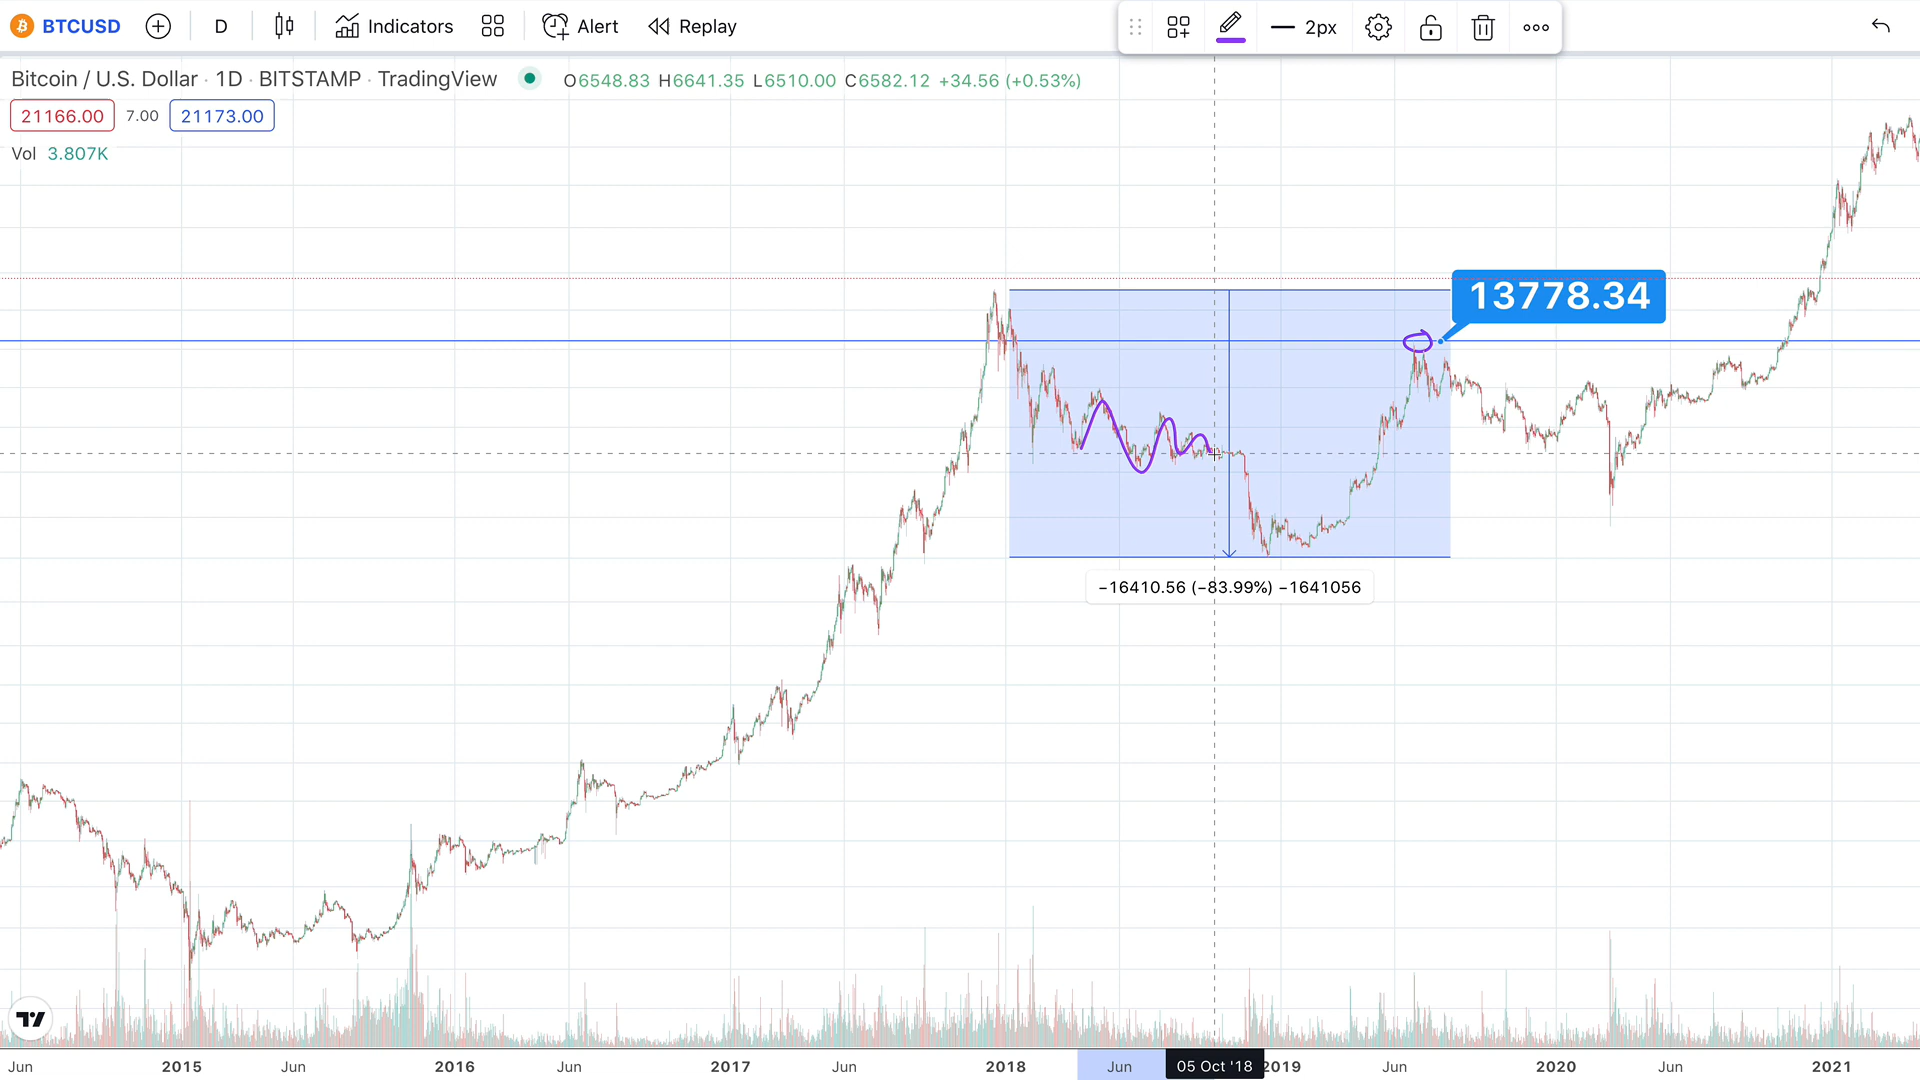 BTCUSD D Indicators Alert Replay 2px
Bitcoin / U.S. Dollar · 1D · BITSTAMP · TradingView O6548.83 H6641.35 L6510.00 C6582.12 +34.56 (+0.53%)
21166.00 7.00 21173.00
Vol 3.807K
13778.34
−16410.56 (−83.99%) −1641056
Jun 2015 Jun 2016 Jun 2017 Jun 2018 Jun 05 Oct '18 2019 Jun 2020 Jun 2021